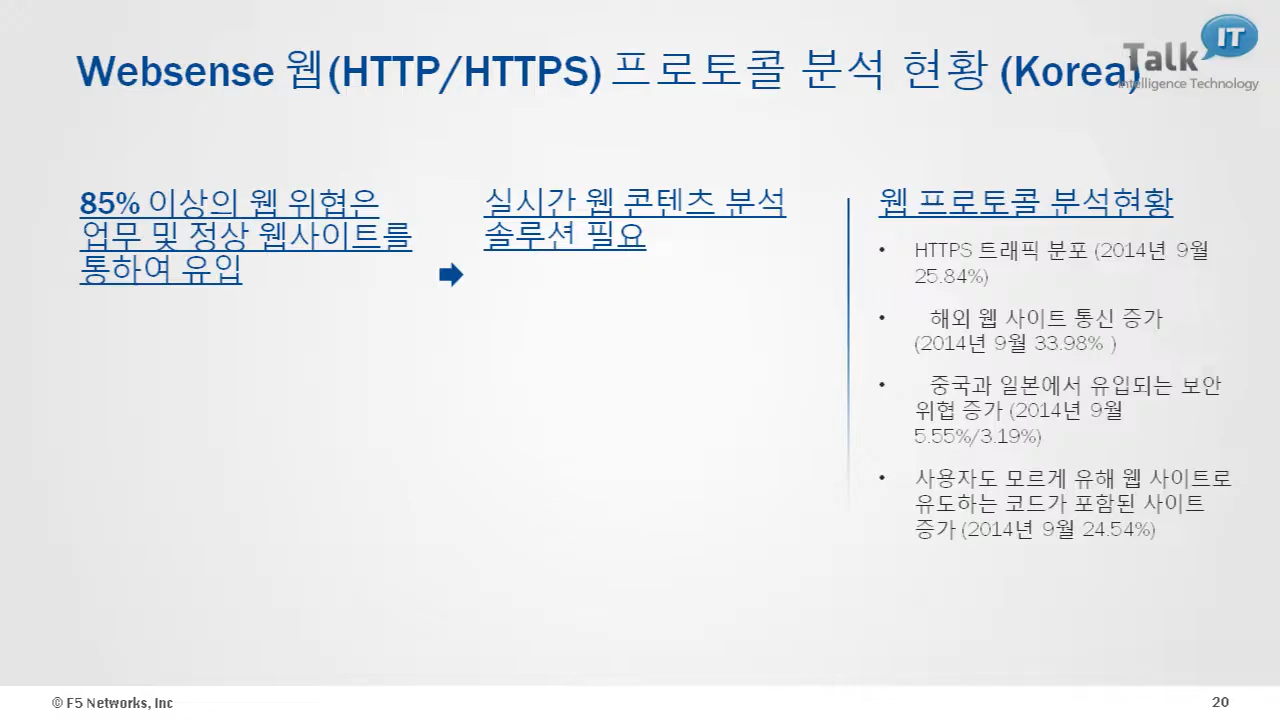 Talk IT
Intelligence Technology
Websense 웹(HTTP/HTTPS) 프로토콜 분석 현황 (Korea)
85% 이상의 웹 위협은
업무 및 정상 웹사이트를
통하여 유입
실시간 웹 콘텐츠 분석
솔루션 필요
웹 프로토콜 분석현황
• HTTPS 트래픽 분포 (2014년 9월
25.84%)
• 해외 웹 사이트 통신 증가
(2014년 9월 33.98% )
• 중국과 일본에서 유입되는 보안
위협 증가 (2014년 9월
5.55%/3.19%)
• 사용자도 모르게 유해 웹 사이트로
유도하는 코드가 포함된 사이트
증가 (2014년 9월 24.54%)
© F5 Networks, Inc
20